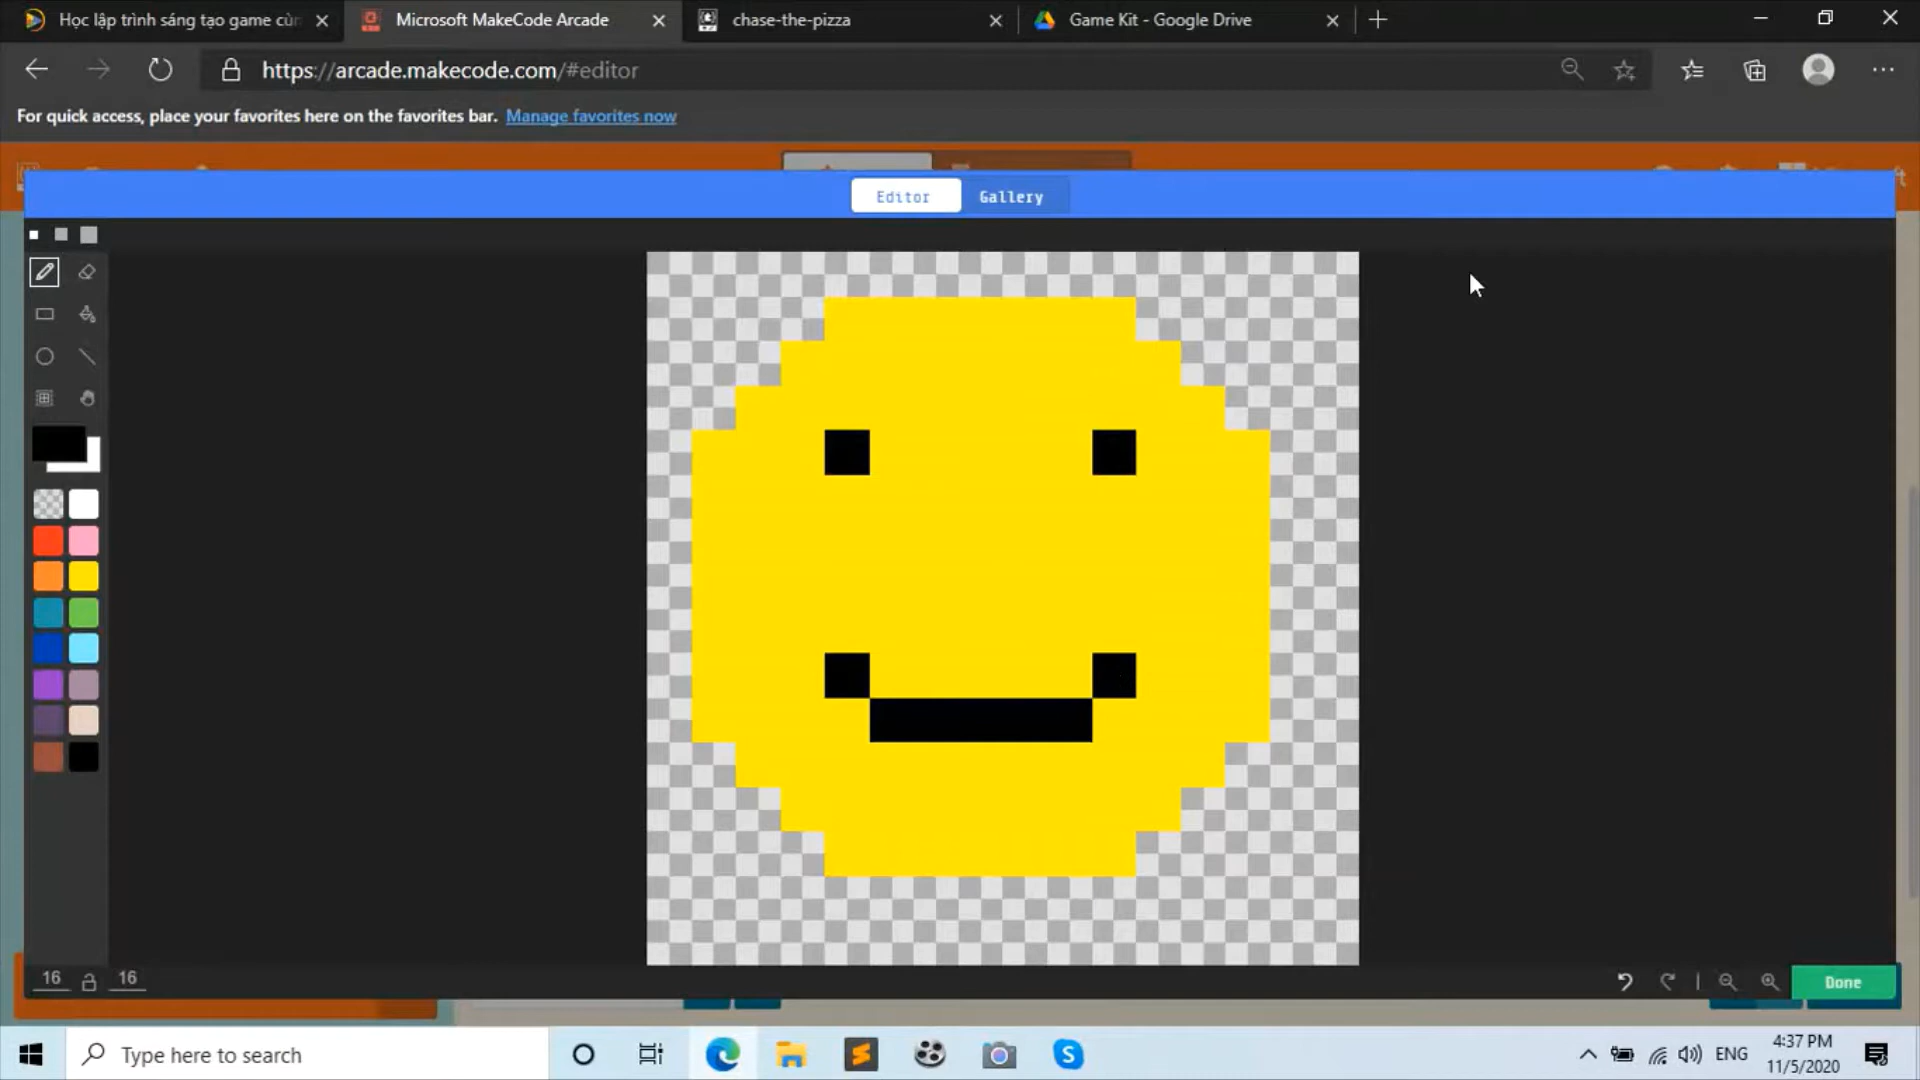 Học lập trình sáng tạo game cùn
Microsoft MakeCode Arcade
chase-the-pizza
Game Kit - Google Drive
https://arcade.makecode.com/#editor
For quick access, place your favorites here on the favorites bar. Manage favorites now
Editor
Gallery
16
16
Done
Type here to search
ENG
4:37 PM
11/5/2020